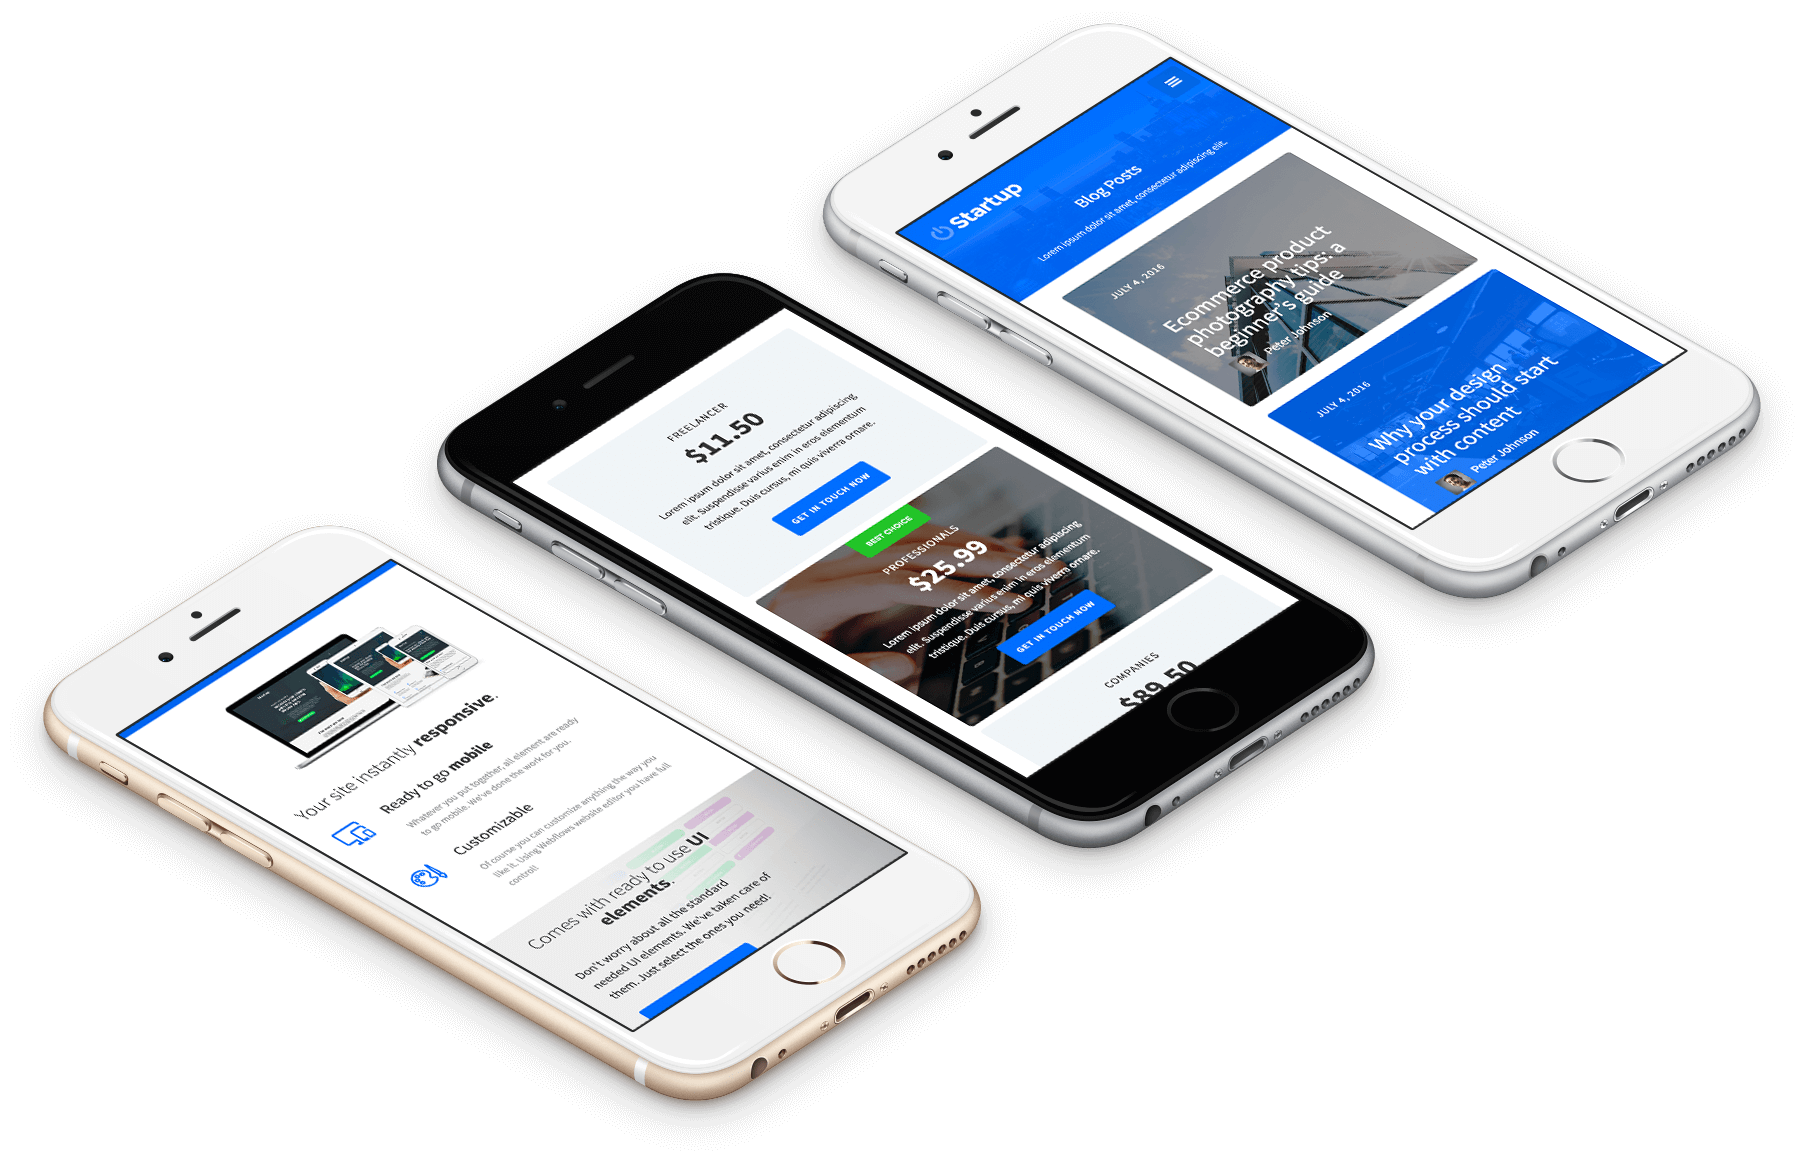 Your site instantly responsive.
Ready to go mobile
Whatever you put together, all element are ready
to go mobile. We've done the work for you.
Customizable
Of course you can customize anything the way you
like it. Using Webflows website editor you have full
control!
Comes with ready to use UI
elements.
Don't worry about all the standard
needed UI elements. We've taken care of
them. Just select the ones you need!
FREELANCER
$11.50
Lorem ipsum dolor sit amet, consectetur adipiscing
elit. Suspendisse varius enim in eros elementum
tristique. Duis cursus, mi quis viverra ornare.
GET IN TOUCH NOW
BEST CHOICE
PROFESSIONALS
$25.99
Lorem ipsum dolor sit amet, consectetur adipiscing
elit. Suspendisse varius enim in eros elementum
tristique. Duis cursus, mi quis viverra ornare.
GET IN TOUCH NOW
COMPANIES
$89.50
Startup
Blog Posts
Lorem ipsum dolor sit amet, consectetur adipiscing elit.
JULY 4, 2016
Ecommerce product
photography tips: a
beginner's guide
Peter Johnson
JULY 4, 2016
Why your design
process should start
with content
Peter Johnson